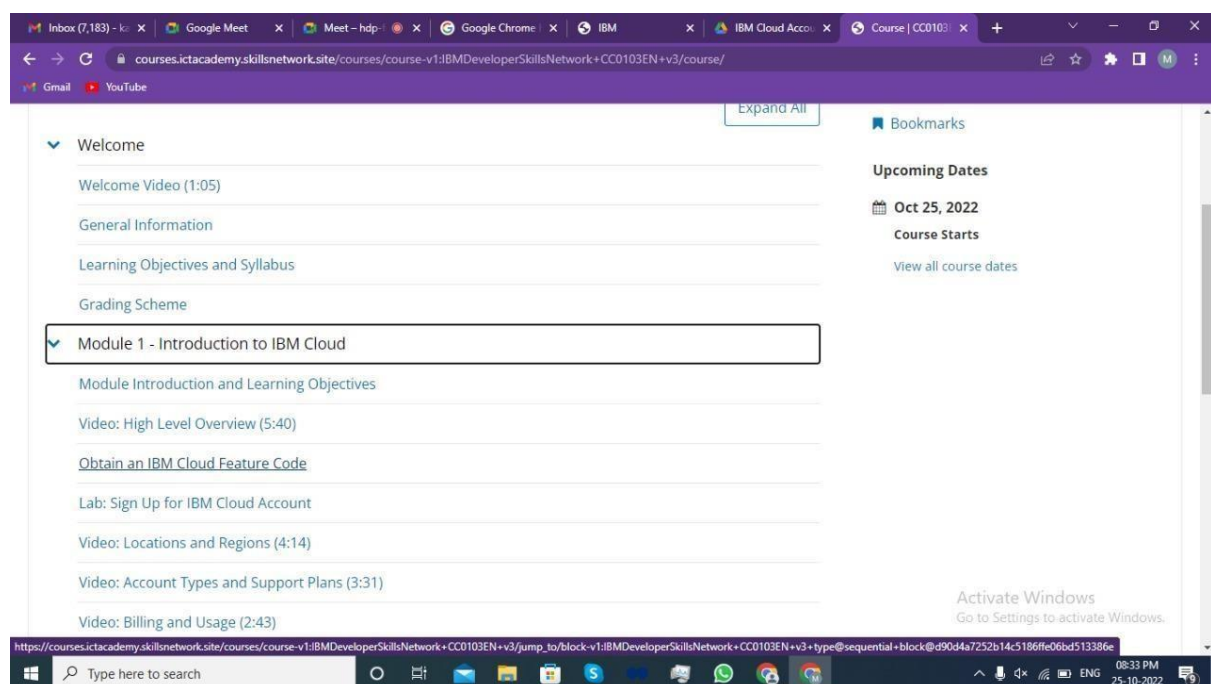 Inbox (7,183) - ka
Google Meet
Meet – hdp-
Google Chrome
IBM
IBM Cloud Accou
Course | CC0103
courses.ictacademy.skillsnetwork.site/courses/course-v1:IBMDeveloperSkillsNetwork+CC0103EN+v3/course/
M
Gmail
YouTube
Expand All
Bookmarks
Welcome
Upcoming Dates
Welcome Video (1:05)
Oct 25, 2022
General Information
Course Starts
Learning Objectives and Syllabus
View all course dates
Grading Scheme
Module 1 - Introduction to IBM Cloud
Module Introduction and Learning Objectives
Video: High Level Overview (5:40)
Obtain an IBM Cloud Feature Code
Lab: Sign Up for IBM Cloud Account
Video: Locations and Regions (4:14)
Video: Account Types and Support Plans (3:31)
Activate Windows
Go to Settings to activate Windows.
Video: Billing and Usage (2:43)
https://courses.ictacademy.skillsnetwork.site/courses/course-v1:IBMDeveloperSkillsNetwork+CC0103EN+v3/jump_to/block-v1:IBMDeveloperSkillsNetwork+CC0103EN+v3+type@sequential+block@d90d4a7252b14c5186ffe06bd513386e
Type here to search
ENG
08:33 PM
25-10-2022